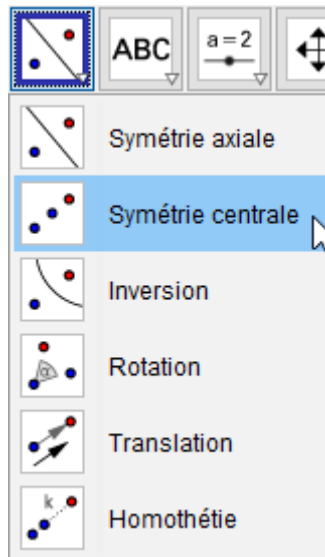 ABC
a=2
Symétrie axiale
Symétrie centrale
Inversion
α
Rotation
Translation
k
Homothétie